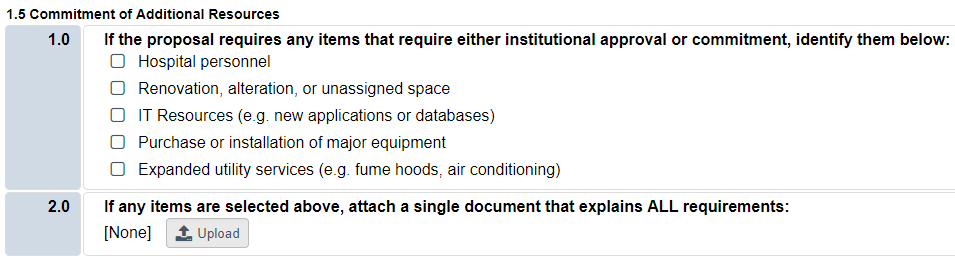 1.5 Commitment of Additional Resources
1.0 If the proposal requires any items that require either institutional approval or commitment, identify them below:
Hospital personnel
Renovation, alteration, or unassigned space
IT Resources (e.g. new applications or databases)
Purchase or installation of major equipment
Expanded utility services (e.g. fume hoods, air conditioning)
2.0 If any items are selected above, attach a single document that explains ALL requirements:
[None] Upload